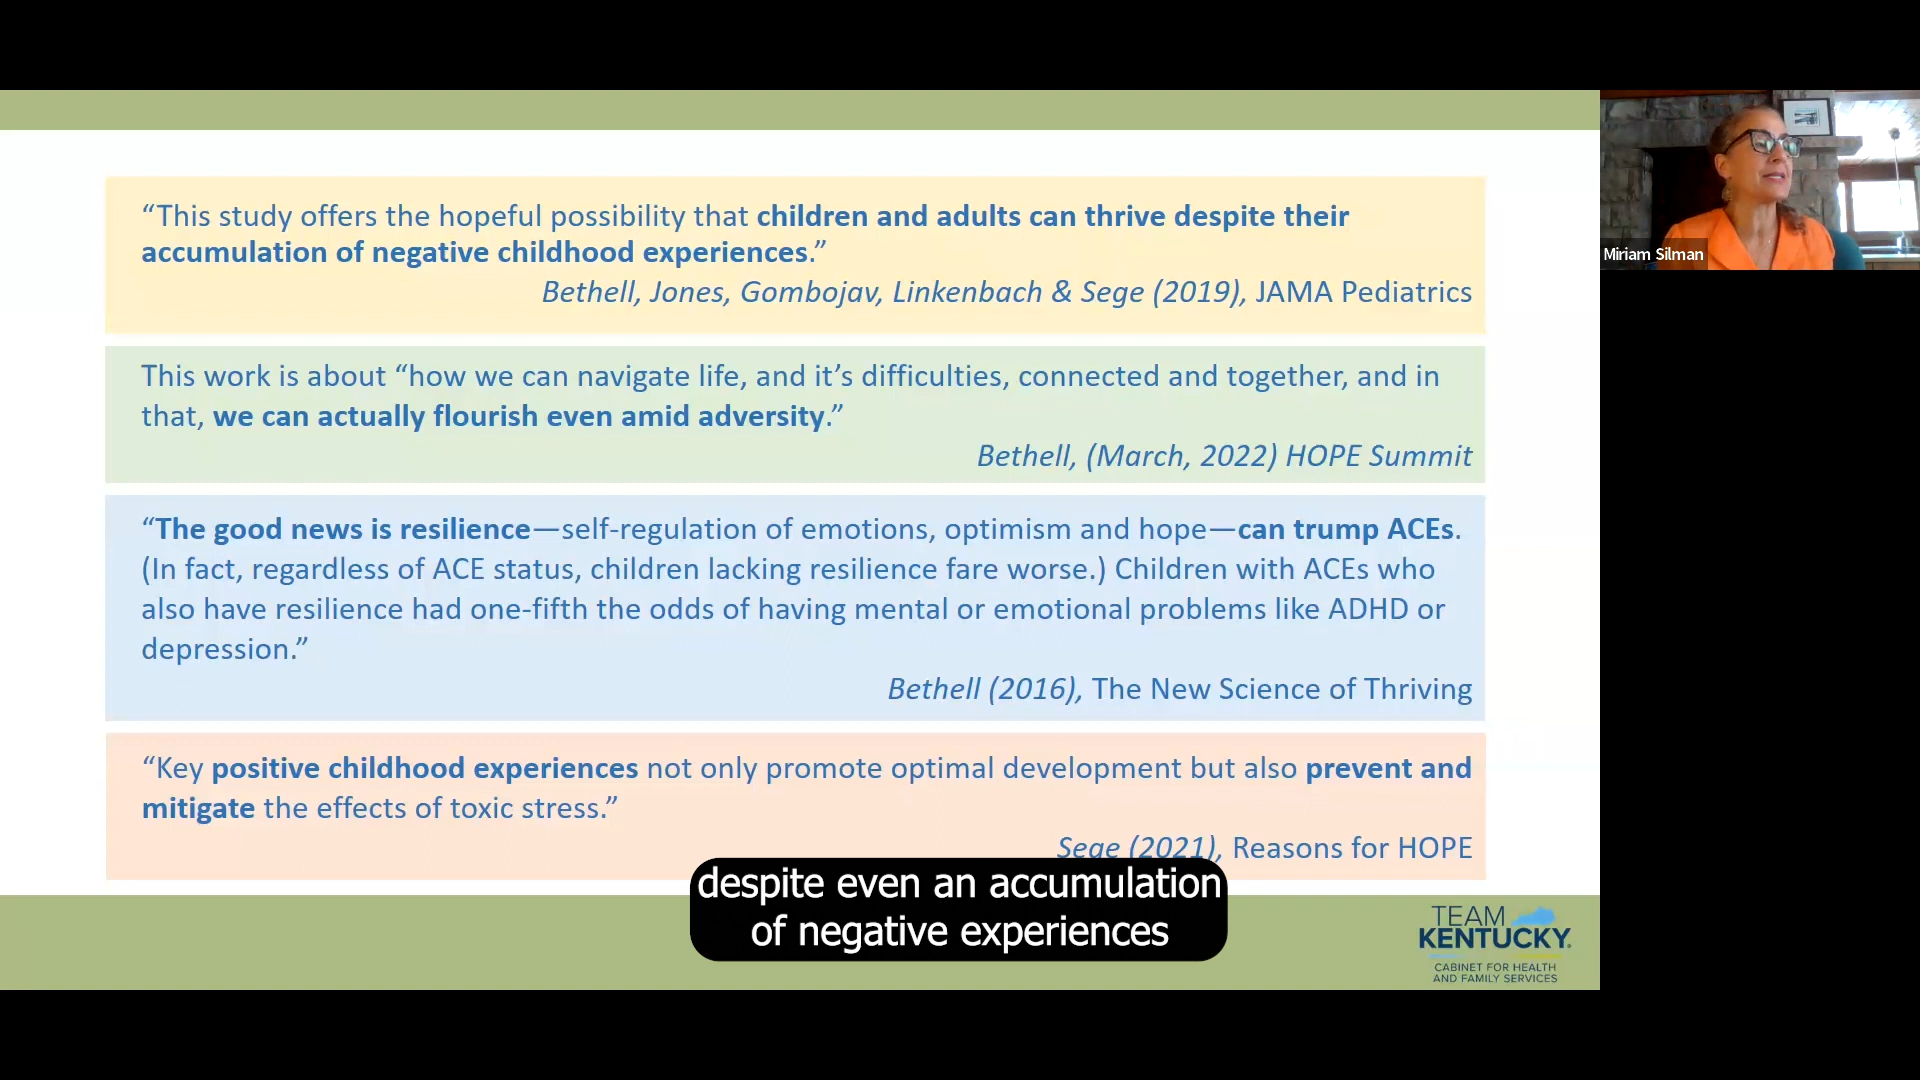 “This study offers the hopeful possibility that children and adults can thrive despite their
accumulation of negative childhood experiences.”
Bethell, Jones, Gombojav, Linkenbach & Sege (2019), JAMA Pediatrics
This work is about “how we can navigate life, and it’s difficulties, connected and together, and in
that, we can actually flourish even amid adversity.”
Bethell, (March, 2022) HOPE Summit
“The good news is resilience—self-regulation of emotions, optimism and hope—can trump ACEs.
(In fact, regardless of ACE status, children lacking resilience fare worse.) Children with ACEs who
also have resilience had one-fifth the odds of having mental or emotional problems like ADHD or
depression.”
Bethell (2016), The New Science of Thriving
“Key positive childhood experiences not only promote optimal development but also prevent and
mitigate the effects of toxic stress.”
Sege (2021), Reasons for HOPE
despite even an accumulation
of negative experiences
TEAM
KENTUCKY
CABINET FOR HEALTH
AND FAMILY SERVICES
Miriam Silman